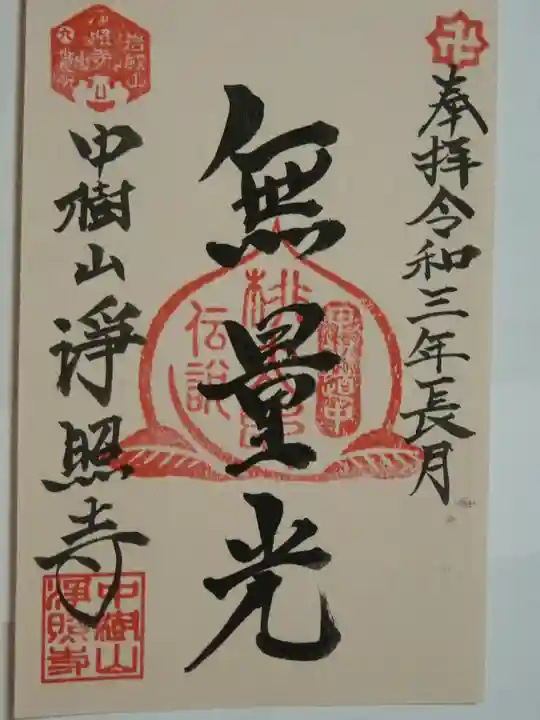 奉拝令和三年長月
無量光
桃太郎
伝説
中樹山淨照寺
中樹山
淨照寺